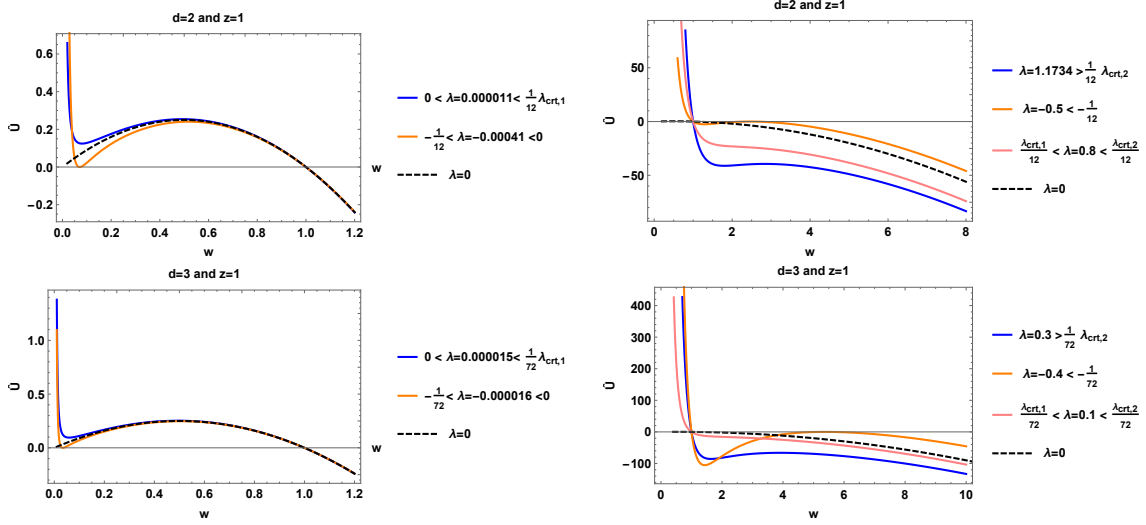 d=2 and z=1
0.6
0.4
0.2
0.0
-0.2
Ũ
0.0 0.2 0.4 0.6 0.8 1.0 1.2
w
w
0 < λ=0.000011< 1/12 λcrt,1
-1/12 < λ=-0.00041 <0
λ=0
d=2 and z=1
50
0
-50
Ũ
0 2 4 6 8
w
λ=1.1734 > 1/12 λcrt,2
λ=-0.5 < -1/12
λcrt,1/12 < λ=0.8 < λcrt,2/12
λ=0
d=3 and z=1
1.0
0.5
0.0
Ũ
0.0 0.2 0.4 0.6 0.8 1.0 1.2
w
w
0 < λ=0.000015< 1/72 λcrt,1
-1/72 < λ=-0.000016 <0
λ=0
d=3 and z=1
400
300
200
100
0
-100
Ũ
0 2 4 6 8 10
w
λ=0.3 > 1/72 λcrt,2
λ=-0.4 < -1/72
λcrt,1/72 < λ=0.1 < λcrt,2/72
λ=0